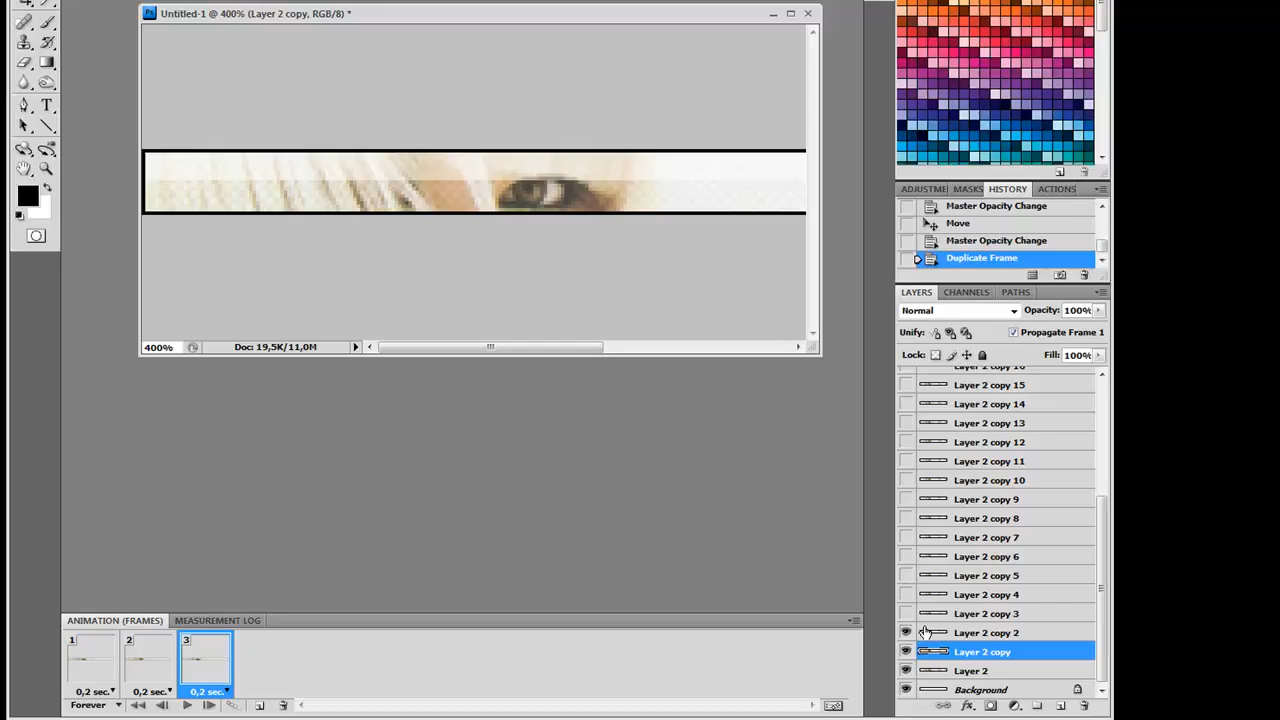 Untitled-1 @ 400% (Layer 2 copy, RGB/8) *
400%
Doc: 19,5K/11,0M
ADJUSTME
MASKS
HISTORY
ACTIONS
Master Opacity Change
Move
Master Opacity Change
Duplicate Frame
LAYERS
CHANNELS
PATHS
Normal
Opacity: 100%
Unify:
Propagate Frame 1
Lock:
Fill: 100%
Layer 2 copy 16
Layer 2 copy 15
Layer 2 copy 14
Layer 2 copy 13
Layer 2 copy 12
Layer 2 copy 11
Layer 2 copy 10
Layer 2 copy 9
Layer 2 copy 8
Layer 2 copy 7
Layer 2 copy 6
Layer 2 copy 5
Layer 2 copy 4
Layer 2 copy 3
Layer 2 copy 2
Layer 2 copy
Layer 2
Background
ANIMATION (FRAMES)
MEASUREMENT LOG
1
2
3
0,2 sec.
0,2 sec.
0,2 sec.
Forever